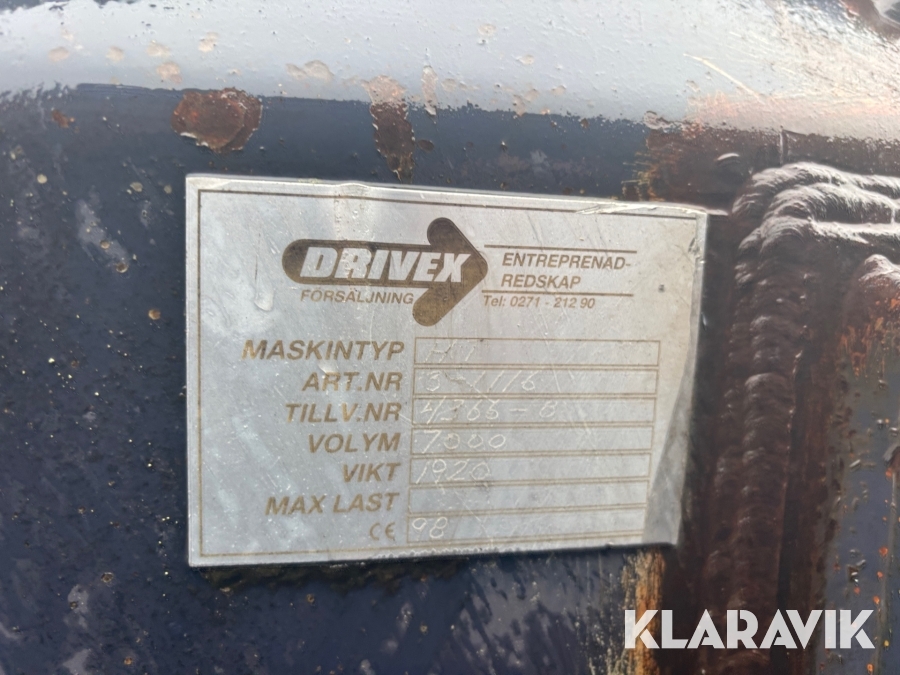 DRIVEX
FÖRSÄLJNING
ENTREPRENAD-
REDSKAP
Tel: 0271 - 212 90
MASKINTYP
ART.NR
TILLV.NR 4366-B
VOLYM 7000
VIKT 1920
MAX LAST
CE 98
KLARAVIK